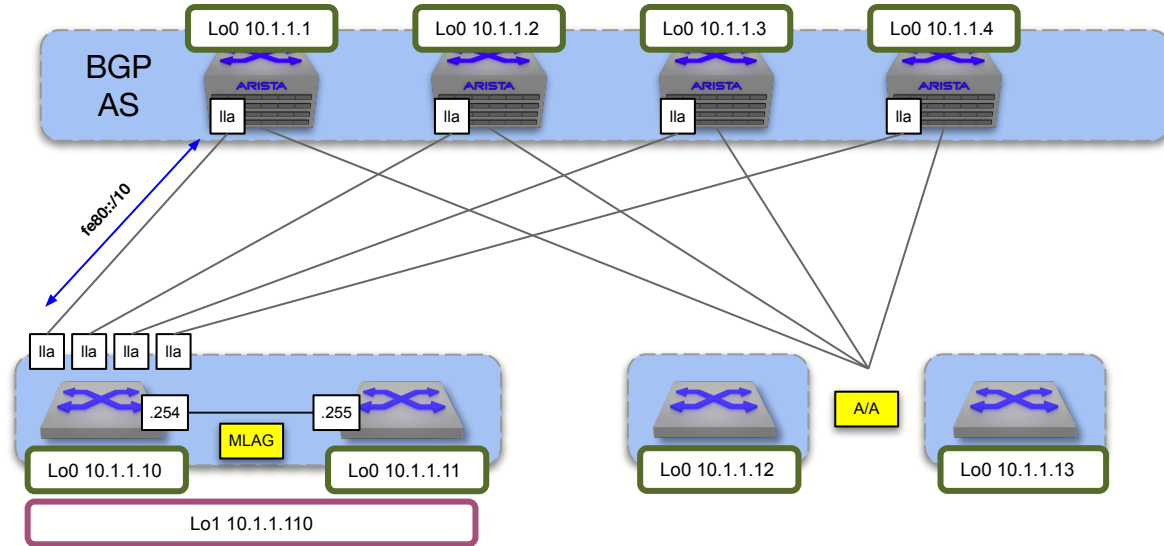 Lo0 10.1.1.1
Lo0 10.1.1.2
Lo0 10.1.1.3
Lo0 10.1.1.4
BGP
AS
ARISTA
ARISTA
ARISTA
ARISTA
lla
lla
lla
lla
fe80::/10
lla
lla
lla
lla
.254
.255
MLAG
A/A
Lo0 10.1.1.10
Lo0 10.1.1.11
Lo0 10.1.1.12
Lo0 10.1.1.13
Lo1 10.1.1.110